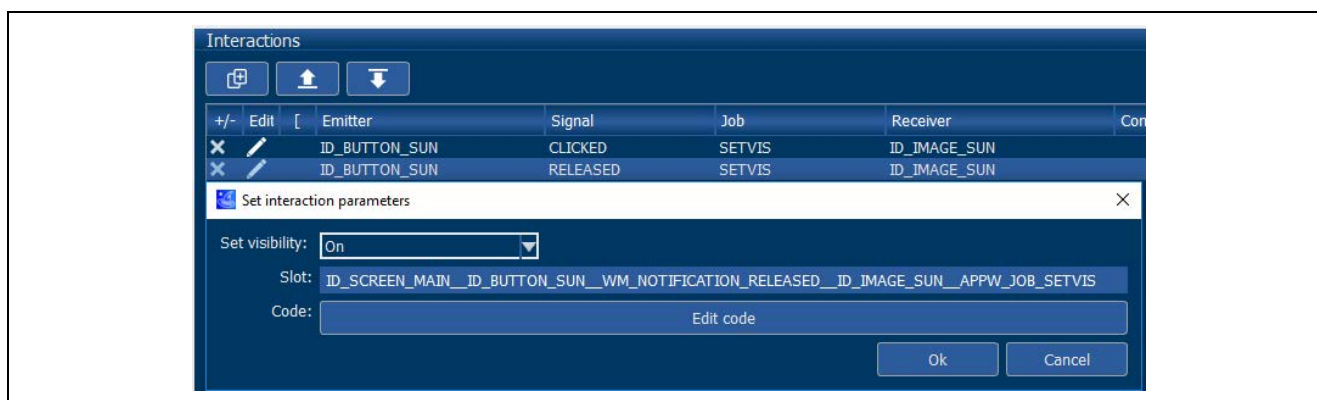 Interactions
+/- Edit [ Emitter Signal Job Receiver Con
ID_BUTTON_SUN CLICKED SETVIS ID_IMAGE_SUN
ID_BUTTON_SUN RELEASED SETVIS ID_IMAGE_SUN
Set interaction parameters
Set visibility: On
Slot: ID_SCREEN_MAIN__ID_BUTTON_SUN__WM_NOTIFICATION_RELEASED__ID_IMAGE_SUN__APPW_JOB_SETVIS
Code: Edit code
Ok Cancel